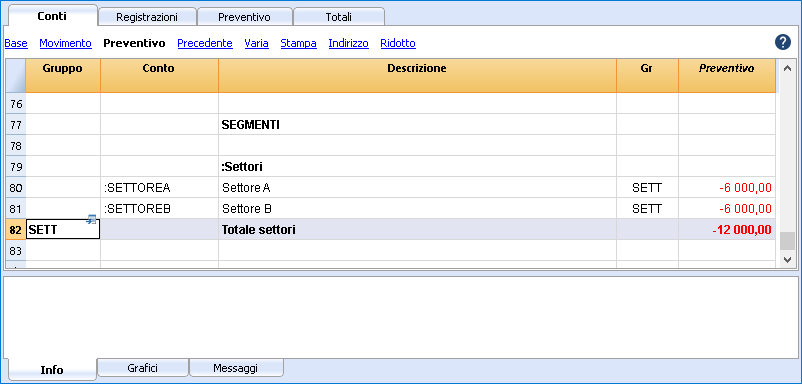 Conti Registrazioni Preventivo Totali
Base Movimento Preventivo Precedente Varia Stampa Indirizzo Ridotto ?
Gruppo Conto Descrizione Gr Preventivo
76
77 SEGMENTI
78
79 :Settori
80 :SETTOREA Settore A SETT -6 000,00
81 :SETTOREB Settore B SETT -6 000,00
82 SETT Totale settori -12 000,00
83
Info Grafici Messaggi